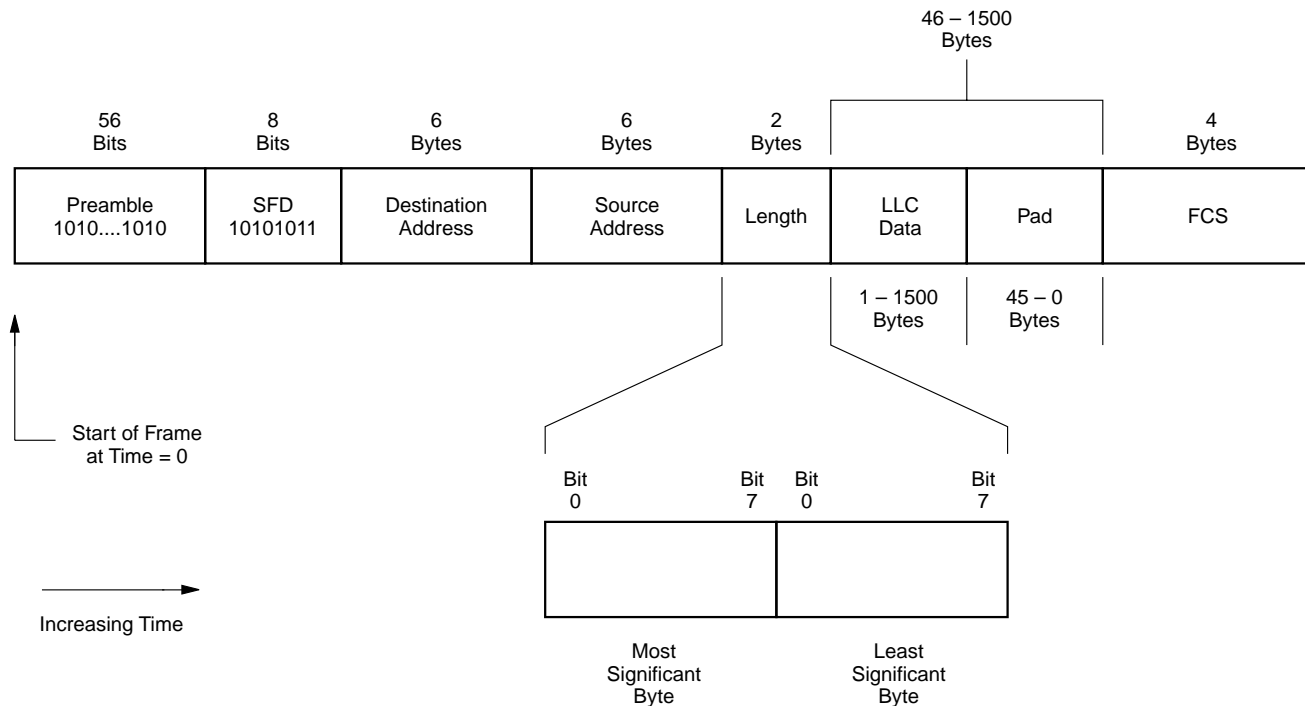 46 – 1500
Bytes
56
Bits
8
Bits
6
Bytes
6
Bytes
2
Bytes
4
Bytes
Preamble
1010....1010
SFD
10101011
Destination
Address
Source
Address
Length
LLC
Data
Pad
FCS
1 – 1500
Bytes
45 – 0
Bytes
Start of Frame
at Time = 0
Bit
0
Bit
7
Bit
0
Bit
7
Increasing Time
Most
Significant
Byte
Least
Significant
Byte